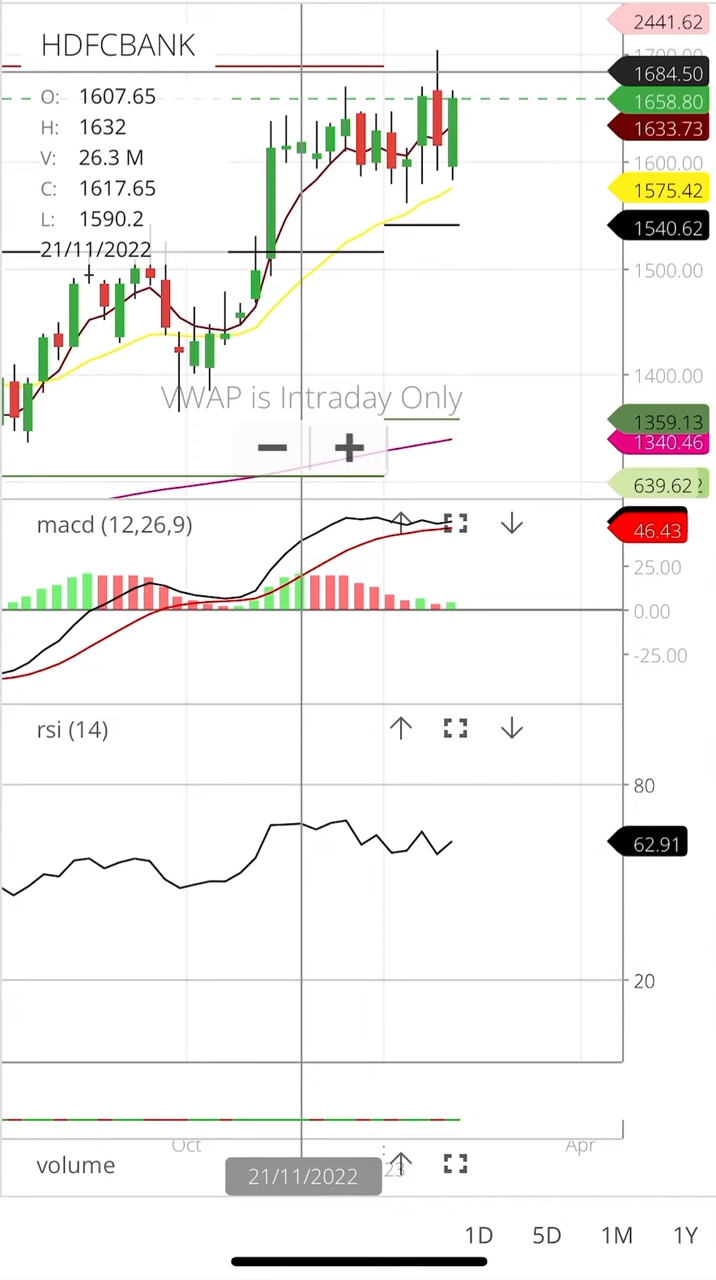 HDFCBANK
O: 1607.65
H: 1632
V: 26.3 M
C: 1617.65
L: 1590.2
21/11/2022
2441.62
1700.00
1684.50
1658.80
1633.73
1600.00
1575.42
1540.62
1500.00
1400.00
VWAP is Intraday Only
1359.13
1340.46
639.62
macd (12,26,9)
46.43
25.00
0.00
-25.00
rsi (14)
80
62.91
20
Oct
23
Apr
volume
21/11/2022
1D 5D 1M 1Y